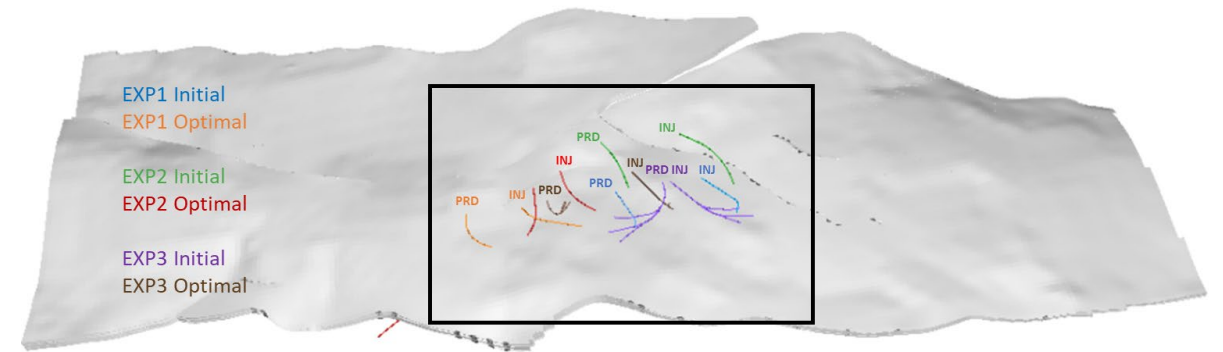 EXP1 Initial
EXP1 Optimal
EXP2 Initial
EXP2 Optimal
EXP3 Initial
EXP3 Optimal
INJ
PRD
INJ
INJ
PRD
INJ
INJ
PRD
PRD
INJ
PRD